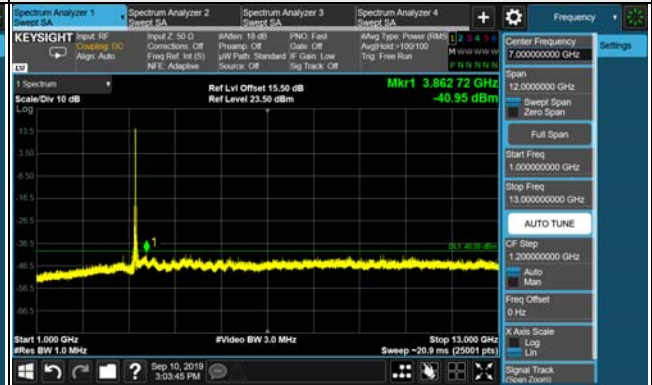 Spectrum Analyzer 1
Swept SA
Spectrum Analyzer 2
Swept SA
Spectrum Analyzer 3
Swept SA
Spectrum Analyzer 4
Swept SA
+
Frequency
KEYSIGHT
Input: RF
Coupling: DC
Align: Auto
Input Z: 50 Ω
Corrections: Off
Freq Ref: Int (S)
NFE: Adaptive
#Atten: 18 dB
Preamp: Off
µW Path: Standard
Source: Off
PNO: Fast
Gate: Off
IF Gain: Low
Sig Track: Off
#Avg Type: Power (RMS
Avg|Hold:>100/100
Trig: Free Run
1 2 3 4 5 6
M W W W W W
P N N N N N
1 Spectrum
Scale/Div 10 dB
Log
Ref Lvl Offset 15.50 dB
Ref Level 23.50 dBm
Mkr1 3.862 72 GHz
-40.95 dBm
13.5
3.50
-6.50
-16.5
-26.5
-36.5
-46.5
-56.5
-66.5
1
Start 1.000 GHz
#Res BW 1.0 MHz
#Video BW 3.0 MHz
Stop 13.000 GHz
Sweep ~20.9 ms (25001 pts)
Sep 10, 2019
3:03:45 PM
Center Frequency
7.000000000 GHz
Settings
Span
12.0000000 GHz
Swept Span
Zero Span
Full Span
Start Freq
1.000000000 GHz
Stop Freq
13.000000000 GHz
AUTO TUNE
CF Step
1.200000000 GHz
Auto
Man
Freq Offset
0 Hz
X Axis Scale
Log
Lin
Signal Track
(Span Zoom)